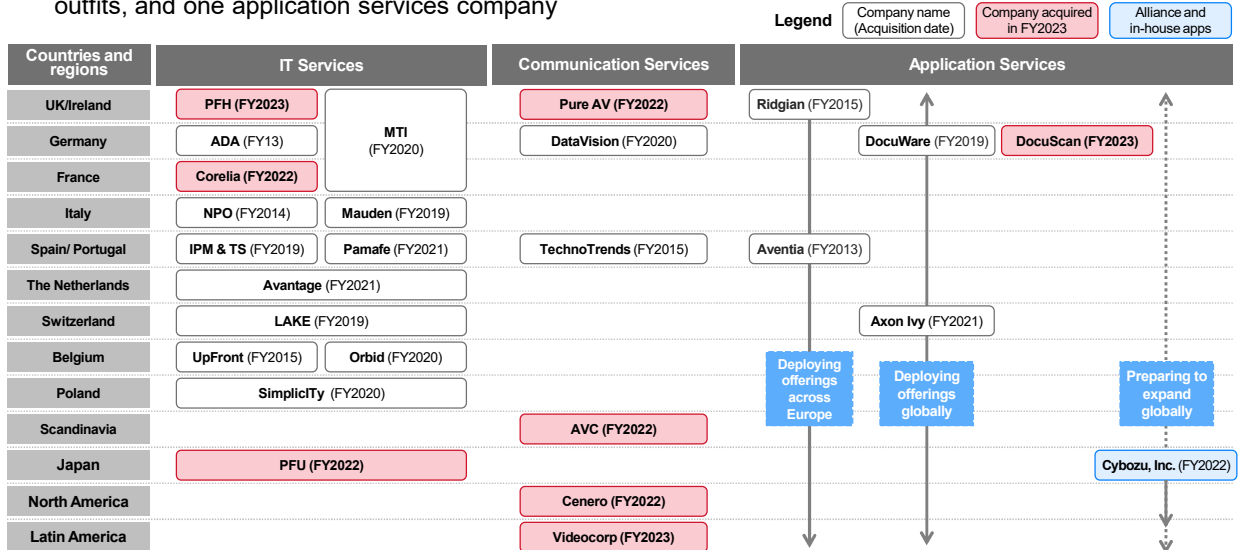 outfits, and one application services company
Legend
Company name
(Acquisition date)
Company acquired
in FY2023
Alliance and
in-house apps
Countries and
regions
IT Services
Communication Services
Application Services
UK/Ireland
PFH (FY2023)
MTI
(FY2020)
Pure AV (FY2022)
Ridgian (FY2015)
Germany
ADA (FY13)
DataVision (FY2020)
DocuWare (FY2019)
DocuScan (FY2023)
France
Corelia (FY2022)
Italy
NPO (FY2014)
Mauden (FY2019)
Spain/ Portugal
IPM & TS (FY2019)
Pamafe (FY2021)
TechnoTrends (FY2015)
Aventia (FY2013)
The Netherlands
Avantage (FY2021)
Switzerland
LAKE (FY2019)
Axon Ivy (FY2021)
Belgium
UpFront (FY2015)
Orbid (FY2020)
Poland
SimplicITy (FY2020)
Deploying
offerings
across
Europe
Deploying
offerings
globally
Preparing to
expand
globally
Scandinavia
AVC (FY2022)
Japan
PFU (FY2022)
Cybozu, Inc. (FY2022)
North America
Cenero (FY2022)
Latin America
Videocorp (FY2023)